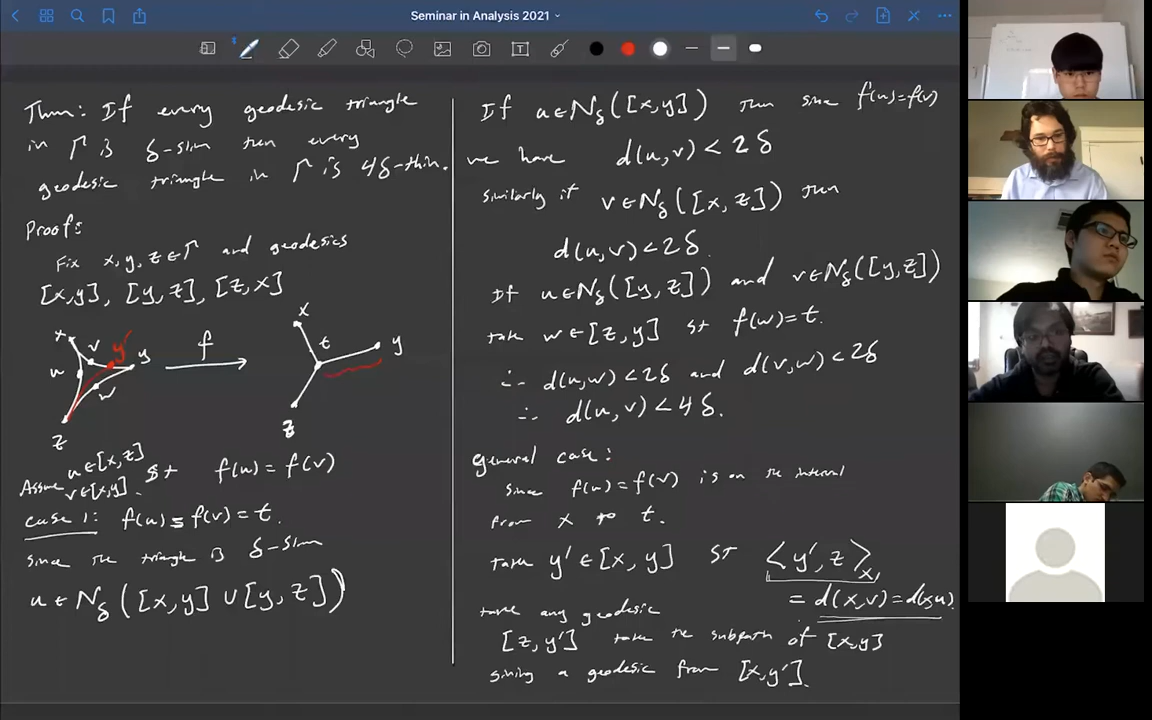 Seminar in Analysis 2021
Thm: If every geodesic triangle
in Γ is δ-slim then every
geodesic triangle in Γ is 4δ-thin.
Proof:
Fix x, y, z ∈ Γ and geodesics
[x,y], [y,z], [z,x]
x
v
y'
y
u
w
z
f
x
t
y
z
Assume u ∈ [x,z]
v ∈ [x,y]. st f(u) = f(v)
case 1: f(u) = f(v) = t.
Since the triangle is δ-slim
u ∈ N_δ([x,y] ∪ [y,z])
If u ∈ N_δ([x,y]) then since f(u)=f(v)
we have d(u,v) < 2δ
similarly if v ∈ N_δ([x,z]) then
d(u,v) < 2δ.
If u ∈ N_δ([y,z]) and v ∈ N_δ([y,z])
take w ∈ [z,y] st f(w) = t.
∴ d(u,w) < 2δ and d(v,w) < 2δ
∴ d(u,v) < 4δ.
general case:
Since f(u) = f(v) is on the interval
from x to t.
take y' ∈ [x,y] st ⟨y',z⟩_x
= d(x,v) = d(x,u).
take any geodesic
[z,y'] take the subpath of [x,y]
giving a geodesic from [x,y'].